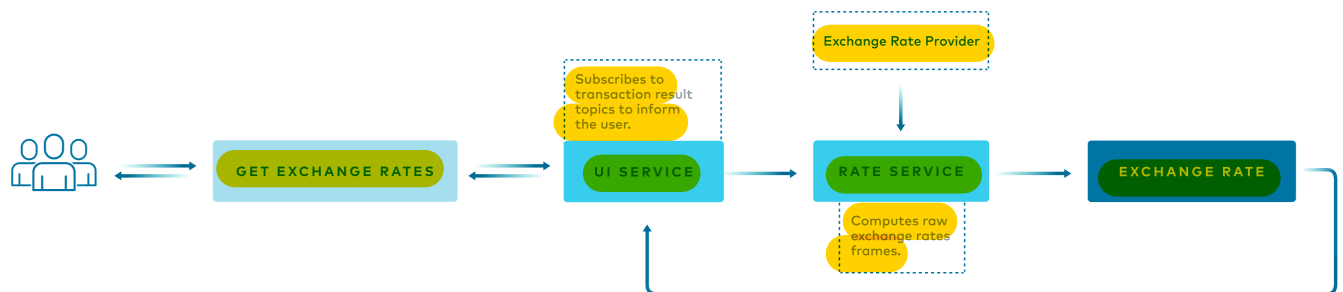 Exchange Rate Provider
Subscribes to
transaction result
topics to inform
the user.
GET EXCHANGE RATES
UI SERVICE
RATE SERVICE
EXCHANGE RATE
Computes raw
exchange rates
frames.